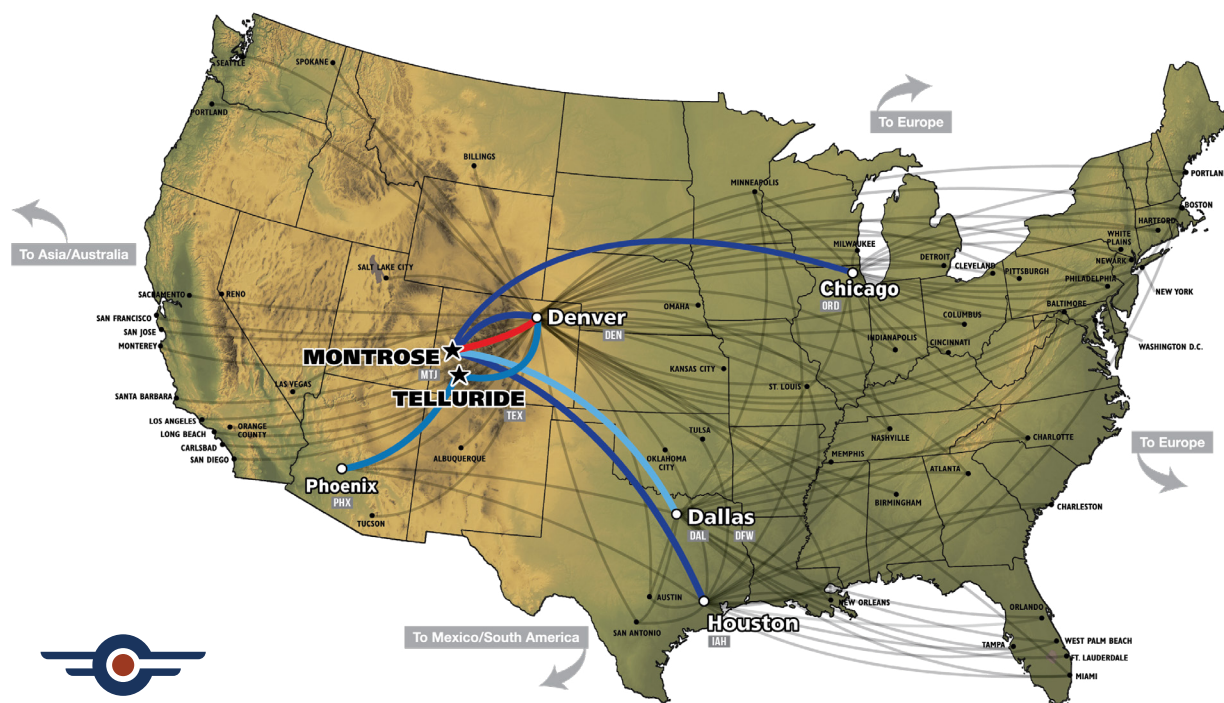 SEATTLE
SPOKANE
PORTLAND
To Europe
BILLINGS
MINNEAPOLIS
PORTLAN
BOSTON
HARTFORD
To Asia/Australia
MILWAUKEE
WHITE
PLAINS
DETROIT
CLEVELAND
NEWARK
SALT LAKE CITY
PITTSBURGH
PHILADELPHIA
Chicago
ORD
NEW YORK
SACRAMENTO
RENO
OMAHA
BALTIMORE
SAN FRANCISCO
Denver
DEN
COLUMBUS
SAN JOSE
INDIANAPOLIS
MONTEREY
CINCINNATI
WASHINGTON D.C.
MONTROSE
MTJ
KANSAS CITY
LAS VEGAS
ST. LOUIS
SANTA BARBARA
TELLURIDE
TEX
LOS ANGELES
ORANGE
COUNTY
LONG BEACH
TULSA
NASHVILLE
CHARLOTTE
CARLSBAD
To Europe
SAN DIEGO
ALBUQUERQUE
OKLAHOMA
CITY
MEMPHIS
ATLANTA
Phoenix
PHX
BIRMINGHAM
CHARLESTON
TUCSON
Dallas
DAL
DFW
AUSTIN
NEW ORLEANS
ORLANDO
Houston
IAH
SAN ANTONIO
To Mexico/South America
TAMPA
WEST PALM BEACH
FT. LAUDERDALE
MIAMI